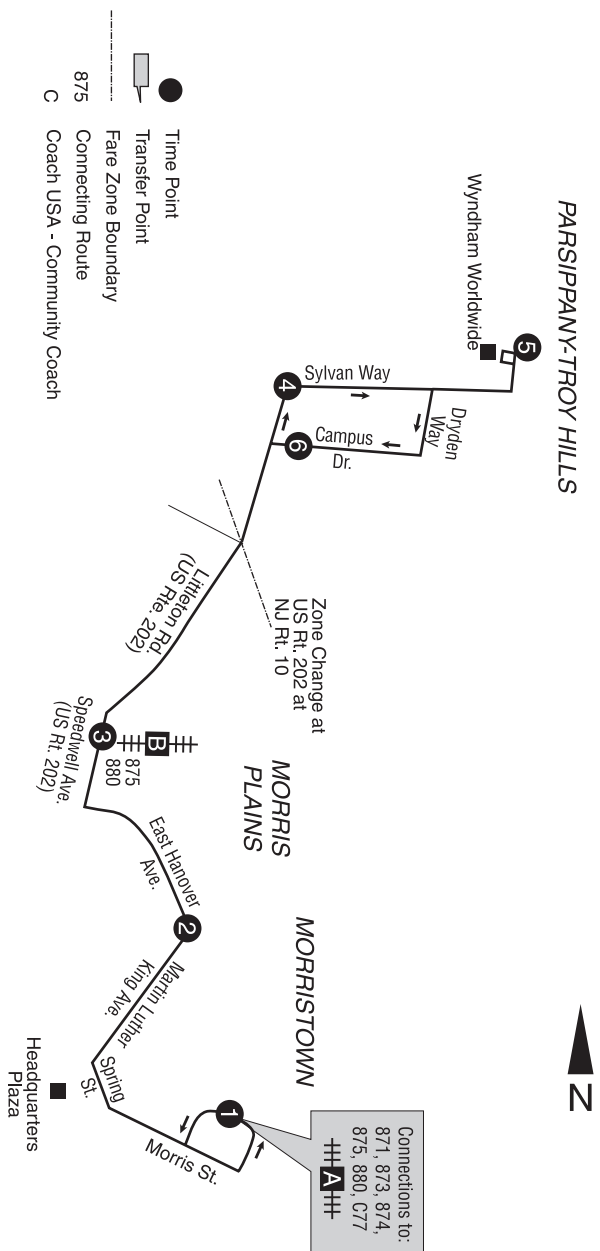 PARSIPPANY-TROY HILLS
Wyndham Worldwide
5
Sylvan Way
4
Dryden
Way
Campus
Dr.
6
Zone Change at
US Rt. 202 at
NJ Rt. 10
Littleton Rd.
(US Rte. 202)
MORRIS
PLAINS
B
875
880
3
Speedwell Ave.
(US Rt. 202)
East Hanover
Ave.
2
MORRISTOWN
Martin Luther
King Ave.
Spring
St.
Headquarters
Plaza
Morris St.
1
Connections to:
871, 873, 874,
875, 880, C77
A
N
Time Point
Transfer Point
Fare Zone Boundary
875 Connecting Route
C Coach USA - Community Coach